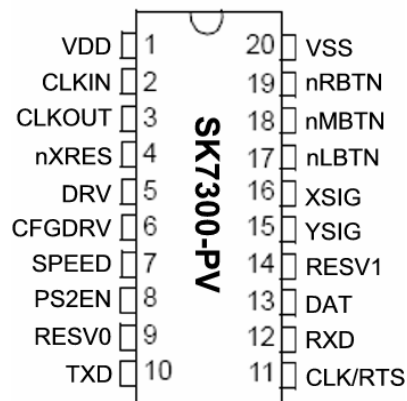 VDD 1 20 VSS
CLKIN 2 19 nRBTN
CLKOUT 3 18 nMBTN
nXRES 4 17 nLBTN
DRV 5 16 XSIG
CFGDRV 6 15 YSIG
SPEED 7 14 RESV1
PS2EN 8 13 DAT
RESV0 9 12 RXD
TXD 10 11 CLK/RTS
SK7300-PV